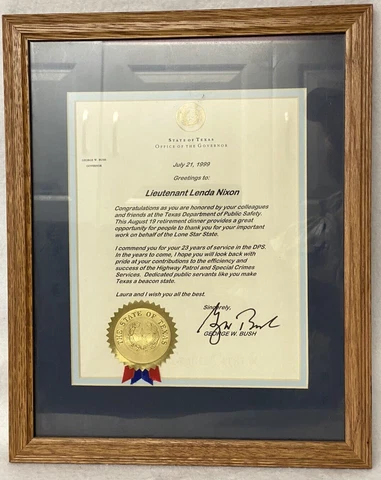 STATE OF TEXAS
OFFICE OF THE GOVERNOR
GEORGE W. BUSH
GOVERNOR
July 21, 1999
Greetings to:
Lieutenant Lenda Nixon
Congratulations as you are honored by your colleagues
and friends at the Texas Department of Public Safety.
This August 19 retirement dinner provides a great
opportunity for people to thank you for your important
work on behalf of the Lone Star State.
I commend you for your 23 years of service in the DPS.
In the years to come, I hope you will look back with
pride at your contributions to the efficiency and
success of the Highway Patrol and Special Crimes
Services. Dedicated public servants like you make
Texas a beacon state.
Laura and I wish you all the best.
Sincerely,
GEORGE W. BUSH
THE STATE OF TEXAS